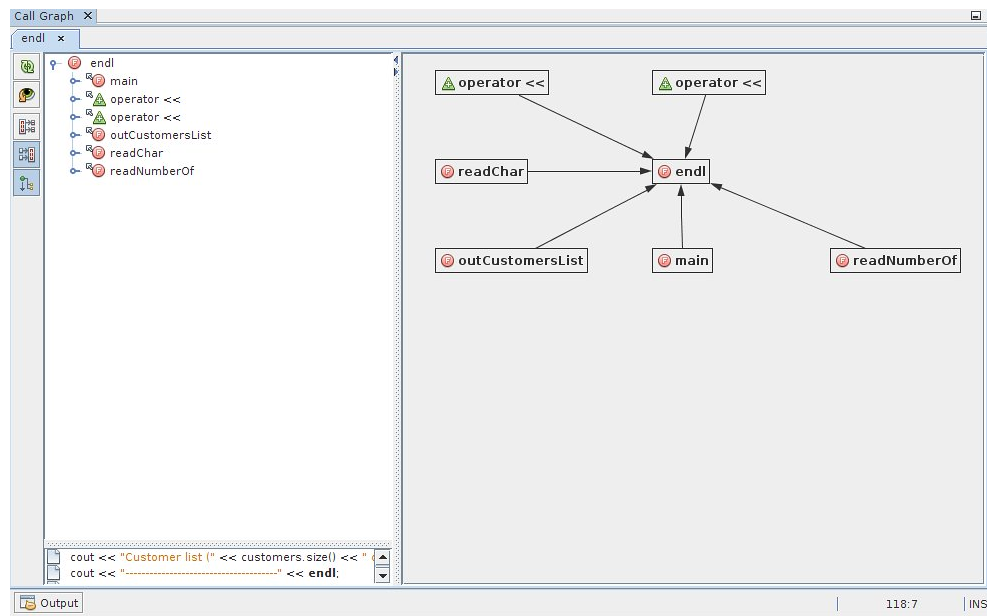 Call Graph
endl
endl
main
operator <<
operator <<
outCustomersList
readChar
readNumberOf
cout << "Customer list (" << customers.size() << "
cout << "--------------------------------------" << endl;
operator <<
operator <<
readChar
endl
outCustomersList
main
readNumberOf
Output
118:7
INS